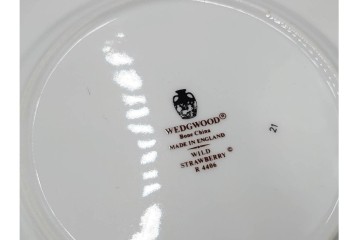 WEDGWOOD®
Bone China
MADE IN ENGLAND
WILD
STRAWBERRY ©
R 4406
21